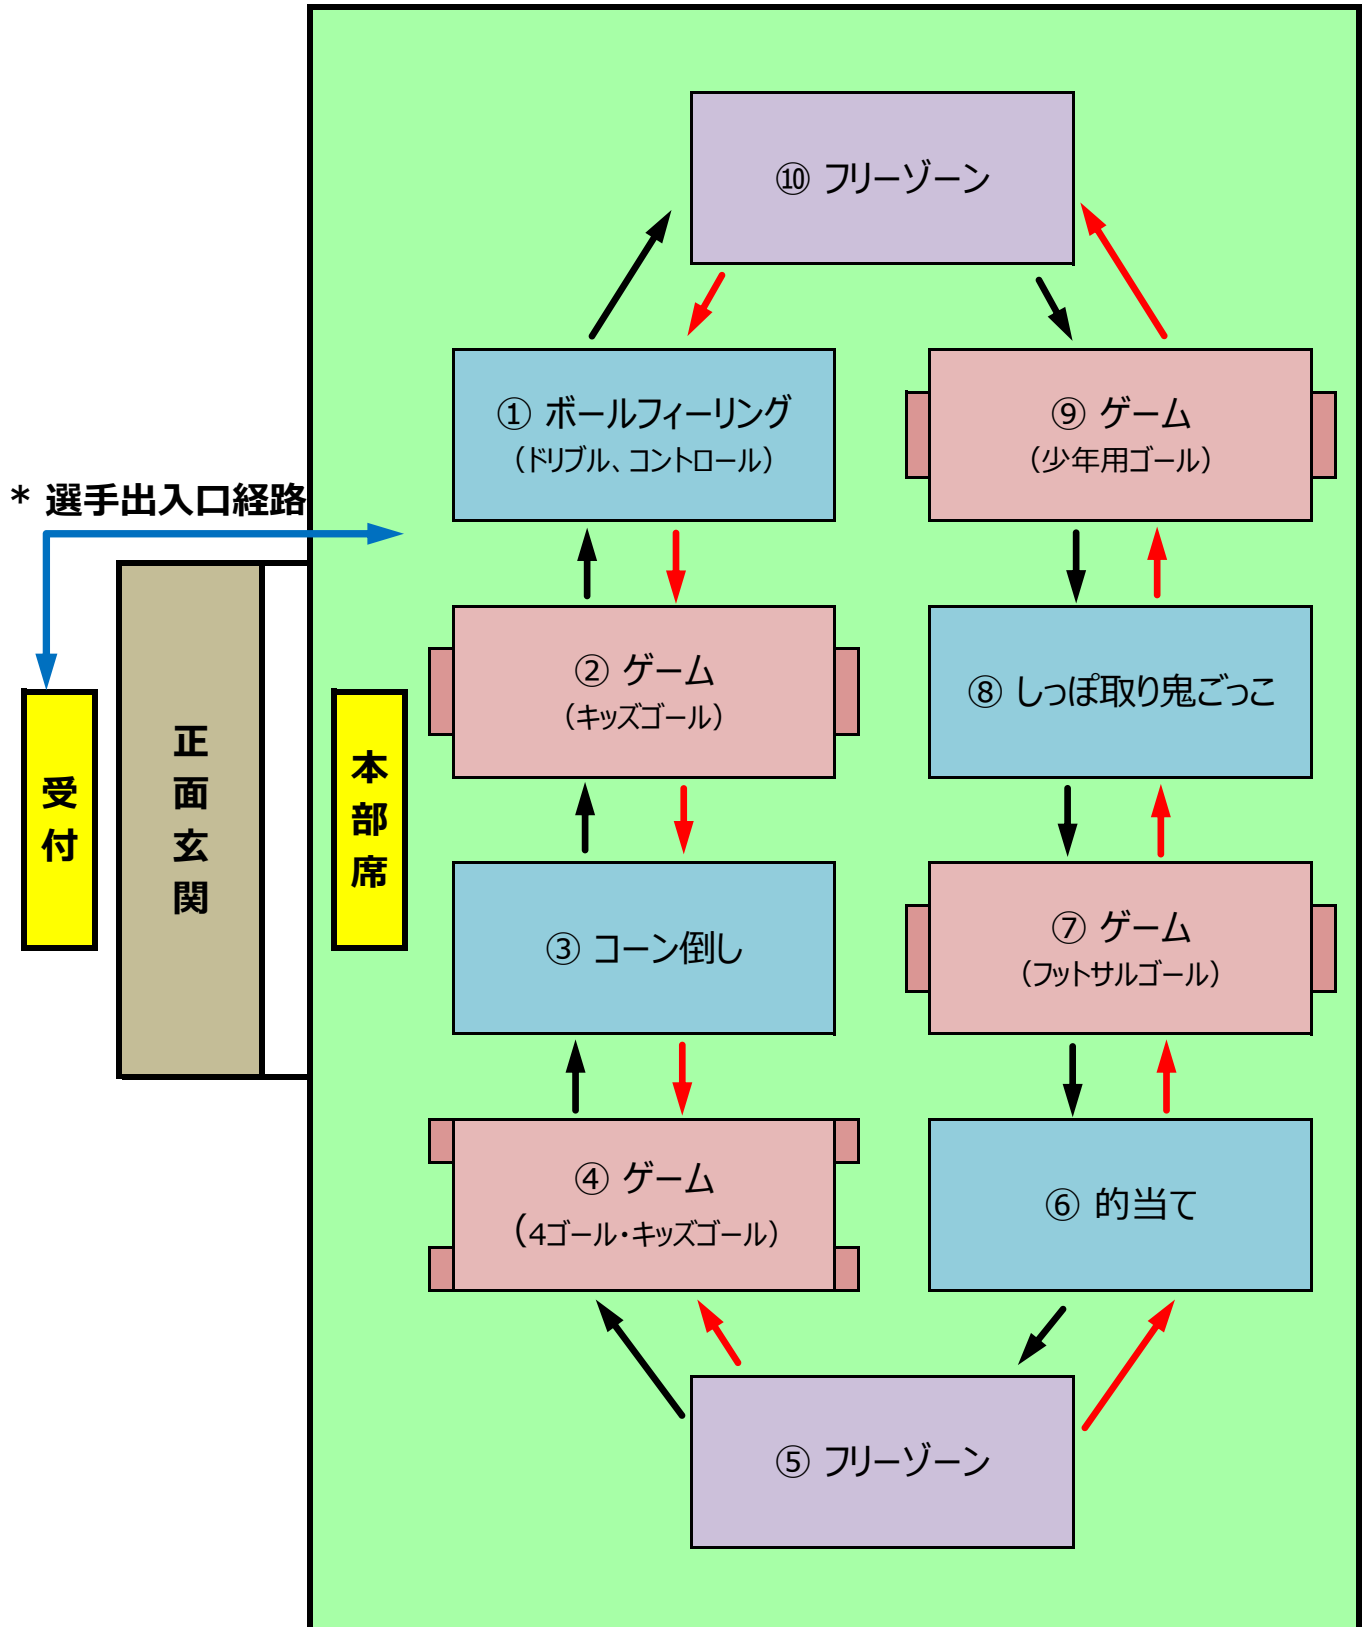 ⑩ フリーゾーン
① ボールフィーリング
（ドリブル、コントロール）
⑨ ゲーム
（少年用ゴール）
* 選手出入口経路
② ゲーム
（キッズゴール）
⑧ しっぽ取り鬼ごっこ
受付
正面玄関
本部席
③ コーン倒し
⑦ ゲーム
（フットサルゴール）
④ ゲーム
（4ゴール・キッズゴール）
⑥ 的当て
⑤ フリーゾーン